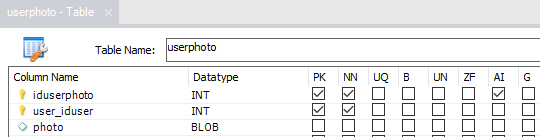 userphoto - Table
Table Name: userphoto
Column Name Datatype PK NN UQ B UN ZF AI G
iduserphoto INT
user_iduser INT
photo BLOB